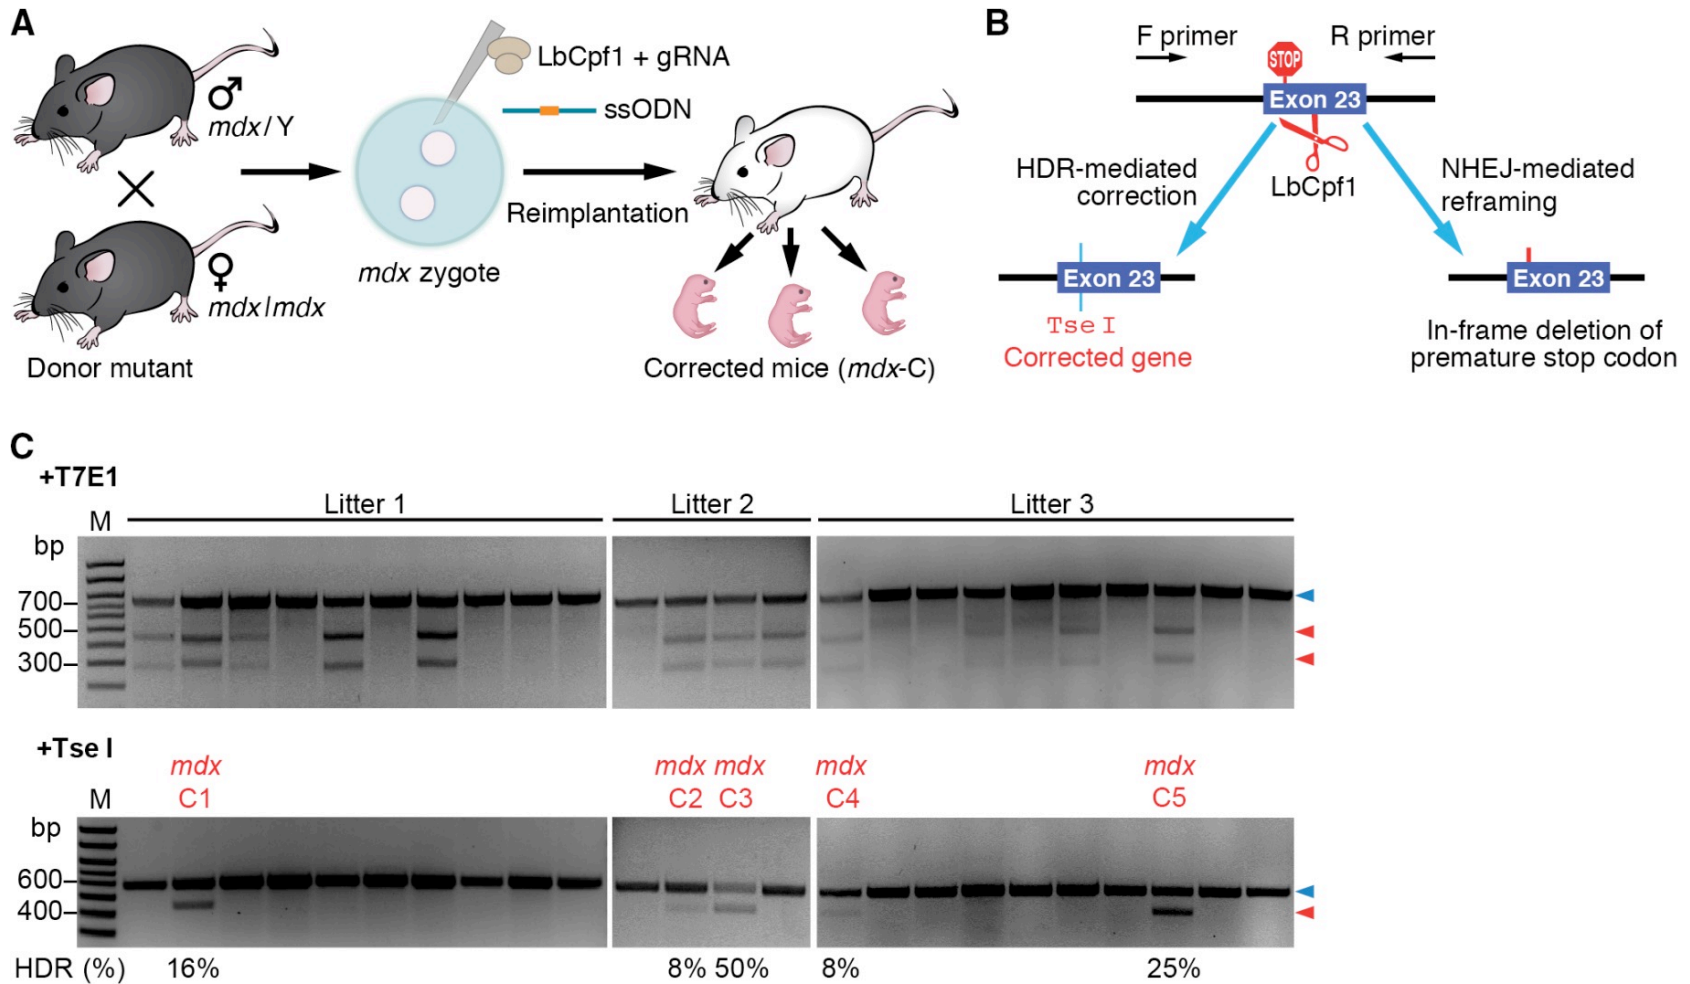 A
♂
mdx/Y
♀
mdx/mdx
Donor mutant
LbCpf1 + gRNA
ssODN
mdx zygote
Reimplantation
Corrected mice (mdx-C)
B
F primer
R primer
STOP
Exon 23
HDR-mediated
correction
LbCpf1
NHEJ-mediated
reframing
Exon 23
Exon 23
Tse I
Corrected gene
In-frame deletion of
premature stop codon
C
+T7E1
M
Litter 1
Litter 2
Litter 3
bp
700
500
300
+Tse I
mdx mdx mdx mdx mdx
M C1 C2 C3 C4 C5
bp
600
400
HDR (%) 16% 8% 50% 8% 25%